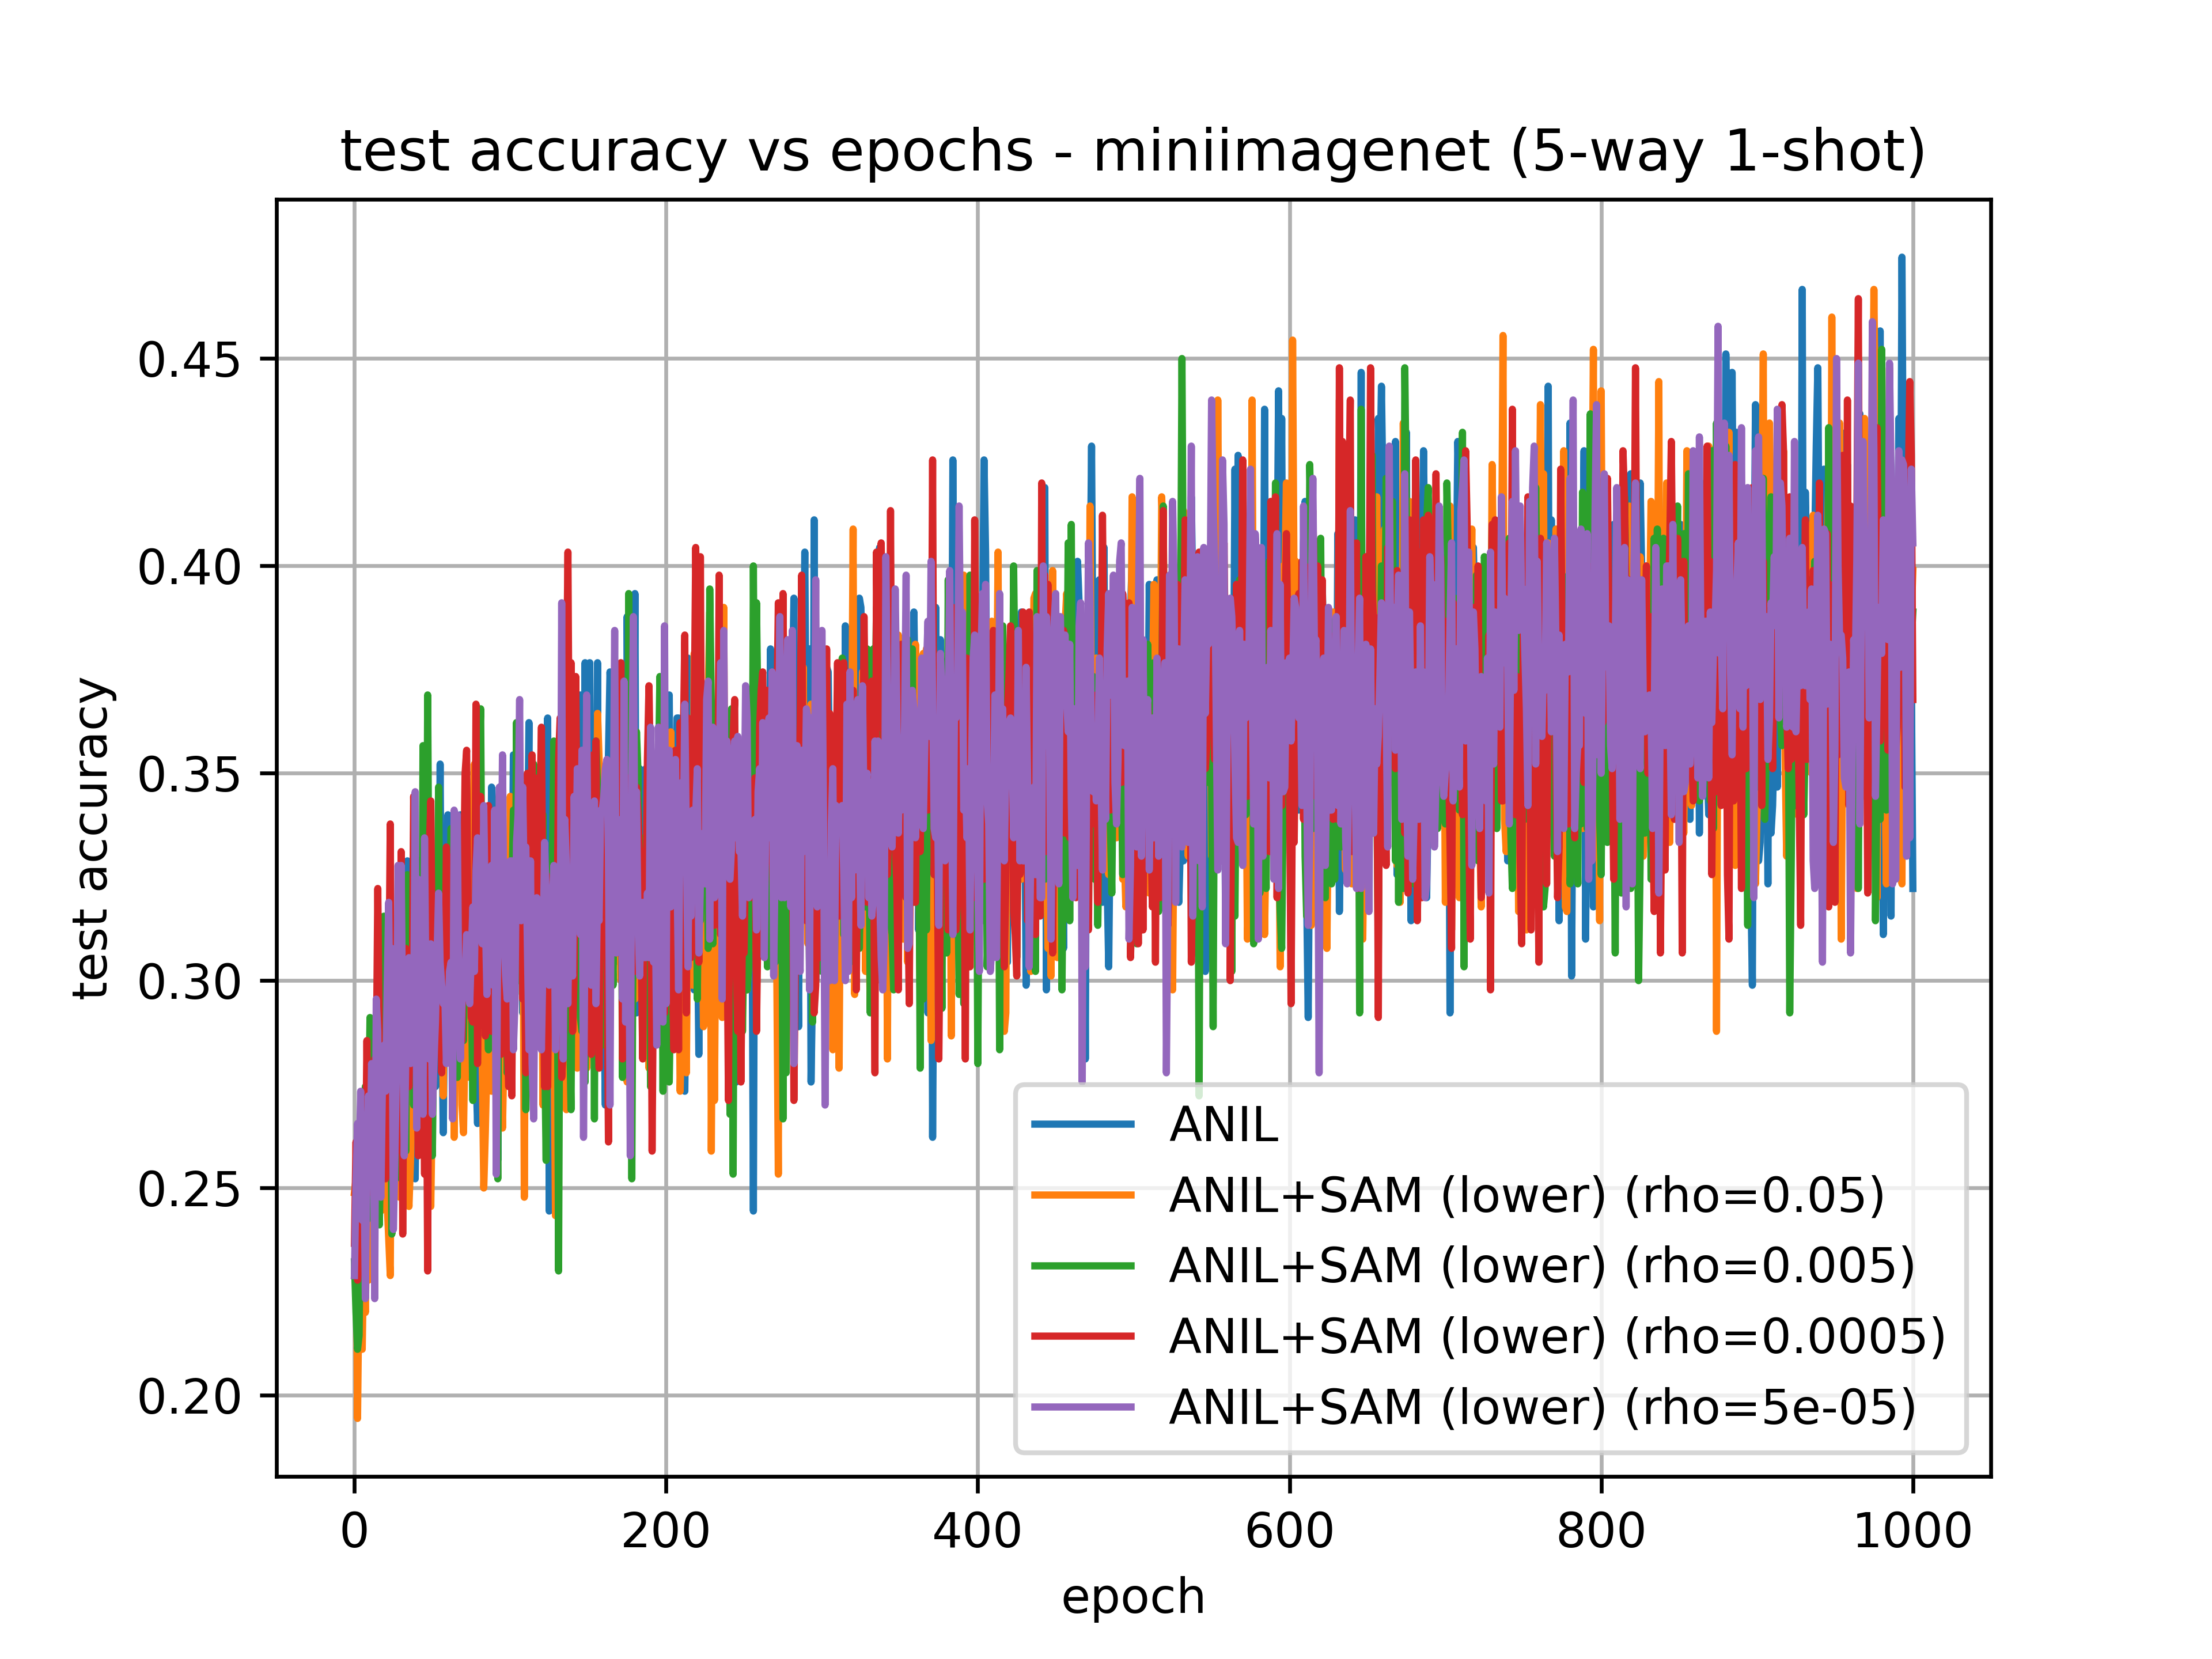 test accuracy vs epochs - miniimagenet (5-way 1-shot)
test accuracy
0.45
0.40
0.35
0.30
0.25
0.20
ANIL
ANIL+SAM (lower) (rho=0.05)
ANIL+SAM (lower) (rho=0.005)
ANIL+SAM (lower) (rho=0.0005)
ANIL+SAM (lower) (rho=5e-05)
0 200 400 600 800 1000
epoch